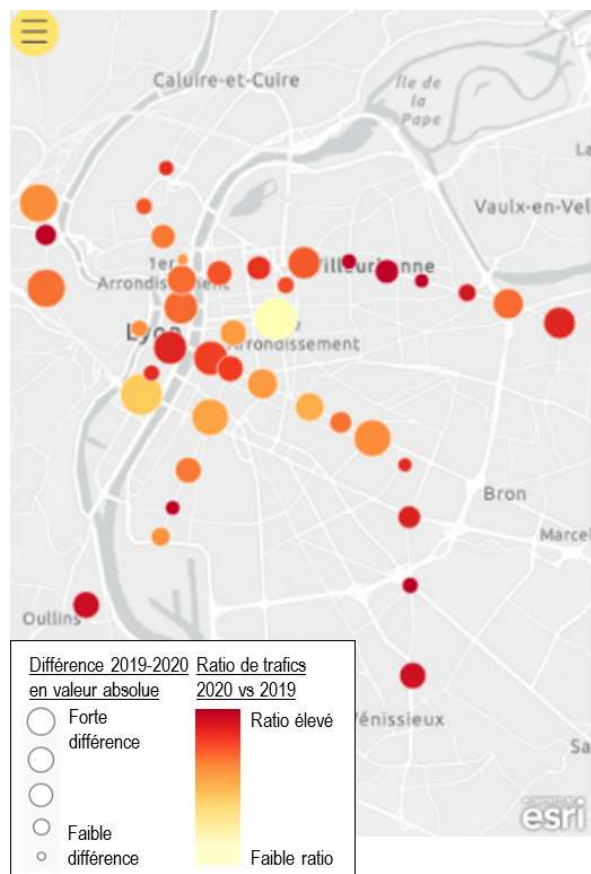 Caluire-et-Cuire
Île de
la
Pape
La
Vaulx-en-Vel
1er
Arrondissement
Villeurbanne
Lyon
Arrondissement
Bron
Marcel
Oullins
Vénissieux
Sa
Différence 2019-2020
en valeur absolue
Forte
différence
Faible
différence
Ratio de trafics
2020 vs 2019
Ratio élevé
Faible ratio
esri